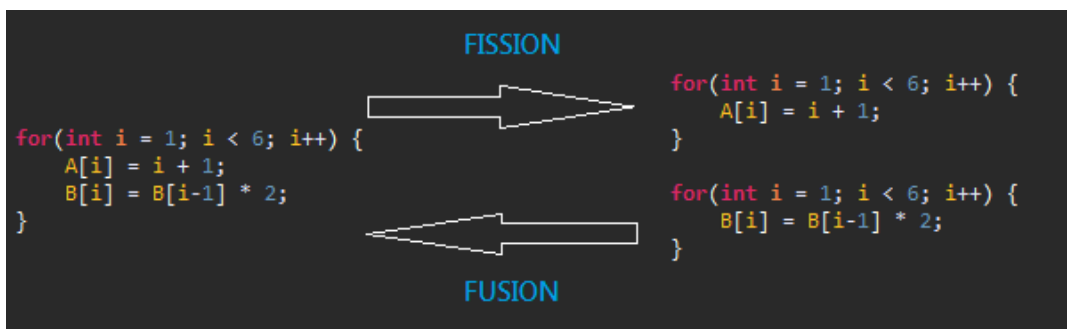 FISSION
for(int i = 1; i < 6; i++) {
    A[i] = i + 1;
    B[i] = B[i-1] * 2;
}
for(int i = 1; i < 6; i++) {
    A[i] = i + 1;
}
for(int i = 1; i < 6; i++) {
    B[i] = B[i-1] * 2;
}
FUSION